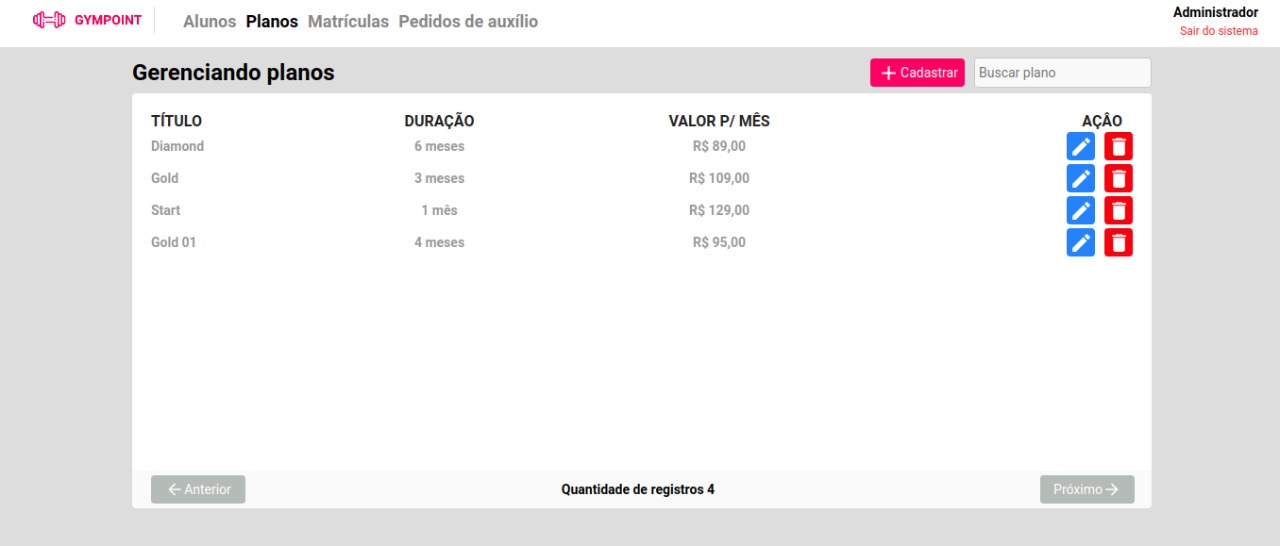 GYMPOINT Alunos Planos Matrículas Pedidos de auxílio Administrador
Sair do sistema
Gerenciando planos + Cadastrar Buscar plano
TÍTULO DURAÇÃO VALOR P/ MÊS AÇÂO
Diamond 6 meses R$ 89,00
Gold 3 meses R$ 109,00
Start 1 mês R$ 129,00
Gold 01 4 meses R$ 95,00
← Anterior Quantidade de registros 4 Próximo →